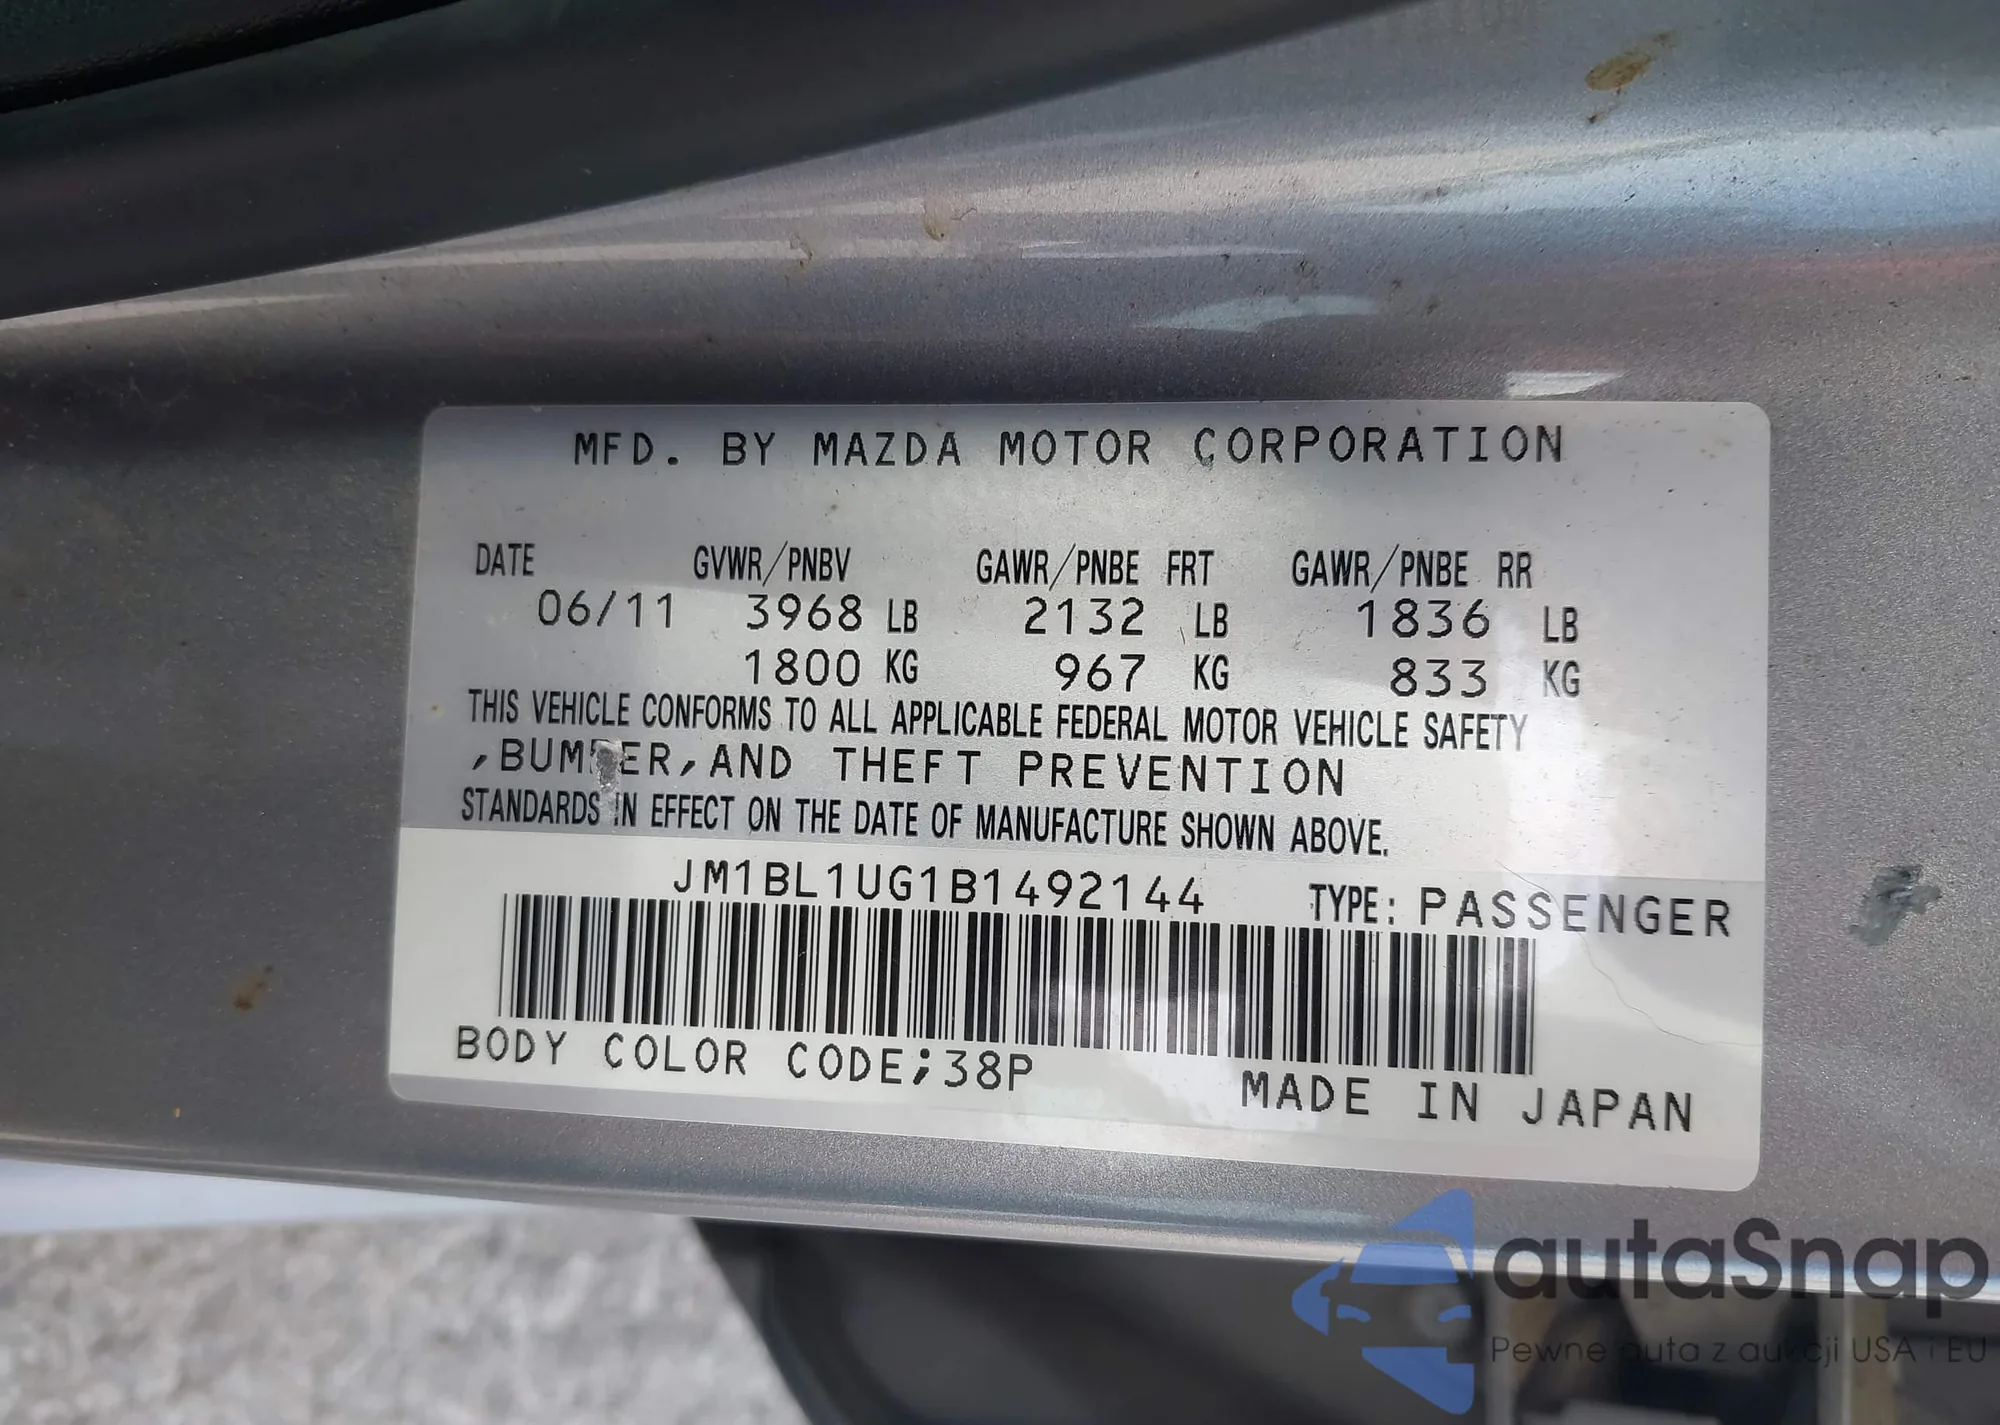 MFD. BY MAZDA MOTOR CORPORATION
DATE GVWR/PNBV GAWR/PNBE FRT GAWR/PNBE RR
06/11 3968 LB 2132 LB 1836 LB
1800 KG 967 KG 833 KG
THIS VEHICLE CONFORMS TO ALL APPLICABLE FEDERAL MOTOR VEHICLE SAFETY
,BUMPER,AND THEFT PREVENTION
STANDARDS IN EFFECT ON THE DATE OF MANUFACTURE SHOWN ABOVE.
JM1BL1UG1B1492144 TYPE: PASSENGER
BODY COLOR CODE;38P
MADE IN JAPAN
autaSnap
Pewne auta z aukcji USA i EU